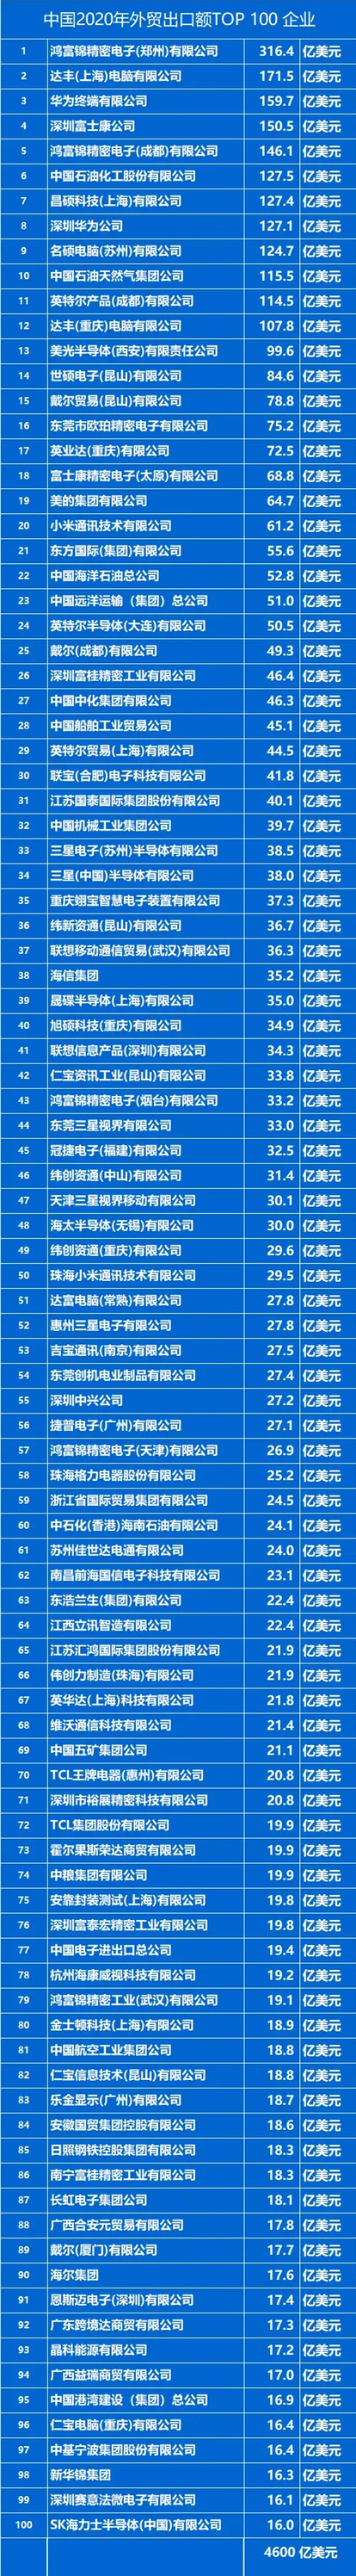 中国2020年外贸出口额TOP 100 企业
1 鸿富锦精密电子(郑州)有限公司 316.4 亿美元
2 达丰(上海)电脑有限公司 171.5 亿美元
3 华为终端有限公司 159.7 亿美元
4 深圳富士康公司 150.5 亿美元
5 鸿富锦精密电子(成都)有限公司 146.1 亿美元
6 中国石油化工股份有限公司 127.5 亿美元
7 昌硕科技(上海)有限公司 127.4 亿美元
8 深圳华为公司 127.1 亿美元
9 名硕电脑(苏州)有限公司 124.7 亿美元
10 中国石油天然气集团公司 115.5 亿美元
11 英特尔产品(成都)有限公司 114.5 亿美元
12 达丰(重庆)电脑有限公司 107.8 亿美元
13 美光半导体(西安)有限责任公司 99.6 亿美元
14 世硕电子(昆山)有限公司 84.6 亿美元
15 戴尔贸易(昆山)有限公司 78.8 亿美元
16 东莞市欧珀精密电子有限公司 75.2 亿美元
17 英业达(重庆)有限公司 72.5 亿美元
18 富士康精密电子(太原)有限公司 68.8 亿美元
19 美的集团有限公司 64.7 亿美元
20 小米通讯技术有限公司 61.2 亿美元
21 东方国际(集团)有限公司 55.6 亿美元
22 中国海洋石油总公司 52.8 亿美元
23 中国远洋运输（集团）总公司 51.0 亿美元
24 英特尔半导体(大连)有限公司 50.5 亿美元
25 戴尔(成都)有限公司 49.3 亿美元
26 深圳富桂精密工业有限公司 46.4 亿美元
27 中国中化集团有限公司 46.3 亿美元
28 中国船舶工业贸易公司 45.1 亿美元
29 英特尔贸易(上海)有限公司 44.5 亿美元
30 联宝(合肥)电子科技有限公司 41.8 亿美元
31 江苏国泰国际集团股份有限公司 40.1 亿美元
32 中国机械工业集团公司 39.7 亿美元
33 三星电子(苏州)半导体有限公司 38.5 亿美元
34 三星(中国)半导体有限公司 38.0 亿美元
35 重庆翊宝智慧电子装置有限公司 37.3 亿美元
36 纬新资通(昆山)有限公司 36.7 亿美元
37 联想移动通信贸易(武汉)有限公司 36.3 亿美元
38 海信集团 35.2 亿美元
39 晟碟半导体(上海)有限公司 35.0 亿美元
40 旭硕科技(重庆)有限公司 34.9 亿美元
41 联想信息产品(深圳)有限公司 34.3 亿美元
42 仁宝资讯工业(昆山)有限公司 33.8 亿美元
43 鸿富锦精密电子(烟台)有限公司 33.2 亿美元
44 东莞三星视界有限公司 33.0 亿美元
45 冠捷电子(福建)有限公司 32.5 亿美元
46 纬创资通(中山)有限公司 31.4 亿美元
47 天津三星视界移动有限公司 30.1 亿美元
48 海太半导体(无锡)有限公司 30.0 亿美元
49 纬创资通(重庆)有限公司 29.6 亿美元
50 珠海小米通讯技术有限公司 29.5 亿美元
51 达富电脑(常熟)有限公司 27.8 亿美元
52 惠州三星电子有限公司 27.8 亿美元
53 吉宝通讯(南京)有限公司 27.5 亿美元
54 东莞创机电业制品有限公司 27.4 亿美元
55 深圳中兴公司 27.2 亿美元
56 捷普电子(广州)有限公司 27.1 亿美元
57 鸿富锦精密电子(天津)有限公司 26.9 亿美元
58 珠海格力电器股份有限公司 25.2 亿美元
59 浙江省国际贸易集团有限公司 24.5 亿美元
60 中石化(香港)海南石油有限公司 24.1 亿美元
61 苏州佳世达电通有限公司 24.0 亿美元
62 南昌前海国信电子科技有限公司 23.1 亿美元
63 东浩兰生(集团)有限公司 22.4 亿美元
64 江西立讯智造有限公司 22.4 亿美元
65 江苏汇鸿国际集团股份有限公司 21.9 亿美元
66 伟创力制造(珠海)有限公司 21.9 亿美元
67 英华达(上海)科技有限公司 21.8 亿美元
68 维沃通信科技有限公司 21.4 亿美元
69 中国五矿集团公司 21.1 亿美元
70 TCL王牌电器(惠州)有限公司 20.8 亿美元
71 深圳市裕展精密科技有限公司 20.8 亿美元
72 TCL集团股份有限公司 19.9 亿美元
73 霍尔果斯荣达商贸有限公司 19.9 亿美元
74 中粮集团有限公司 19.9 亿美元
75 安靠封装测试(上海)有限公司 19.8 亿美元
76 深圳富泰宏精密工业有限公司 19.8 亿美元
77 中国电子进出口总公司 19.4 亿美元
78 杭州海康威视科技有限公司 19.2 亿美元
79 鸿富锦精密工业(武汉)有限公司 19.1 亿美元
80 金士顿科技(上海)有限公司 18.9 亿美元
81 中国航空工业集团公司 18.8 亿美元
82 仁宝信息技术(昆山)有限公司 18.8 亿美元
83 乐金显示(广州)有限公司 18.7 亿美元
84 安徽国贸集团控股有限公司 18.6 亿美元
85 日照钢铁控股集团有限公司 18.3 亿美元
86 南宁富桂精密工业有限公司 18.3 亿美元
87 长虹电子集团公司 18.1 亿美元
88 广西合安元贸易有限公司 17.8 亿美元
89 戴尔(厦门)有限公司 17.7 亿美元
90 海尔集团 17.6 亿美元
91 恩斯迈电子(深圳)有限公司 17.4 亿美元
92 广东跨境达商贸有限公司 17.3 亿美元
93 晶科能源有限公司 17.2 亿美元
94 广西益瑞商贸有限公司 17.0 亿美元
95 中国港湾建设（集团）总公司 16.9 亿美元
96 仁宝电脑(重庆)有限公司 16.4 亿美元
97 中基宁波集团股份有限公司 16.4 亿美元
98 新华锦集团 16.3 亿美元
99 深圳赛意法微电子有限公司 16.1 亿美元
100 SK海力士半导体(中国)有限公司 16.0 亿美元
4600 亿美元